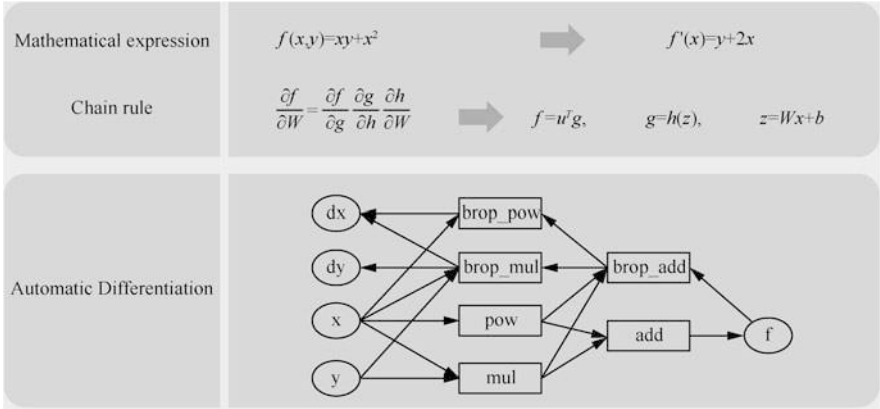 Mathematical expression f(x,y)=xy+x² f'(x)=y+2x
Chain rule ∂f/∂W=∂f/∂g ∂g/∂h ∂h/∂W f=uᵀg, g=h(z), z=Wx+b
dx brop_pow
dy brop_mul brop_add
Automatic Differentiation
x pow
add f
y mul